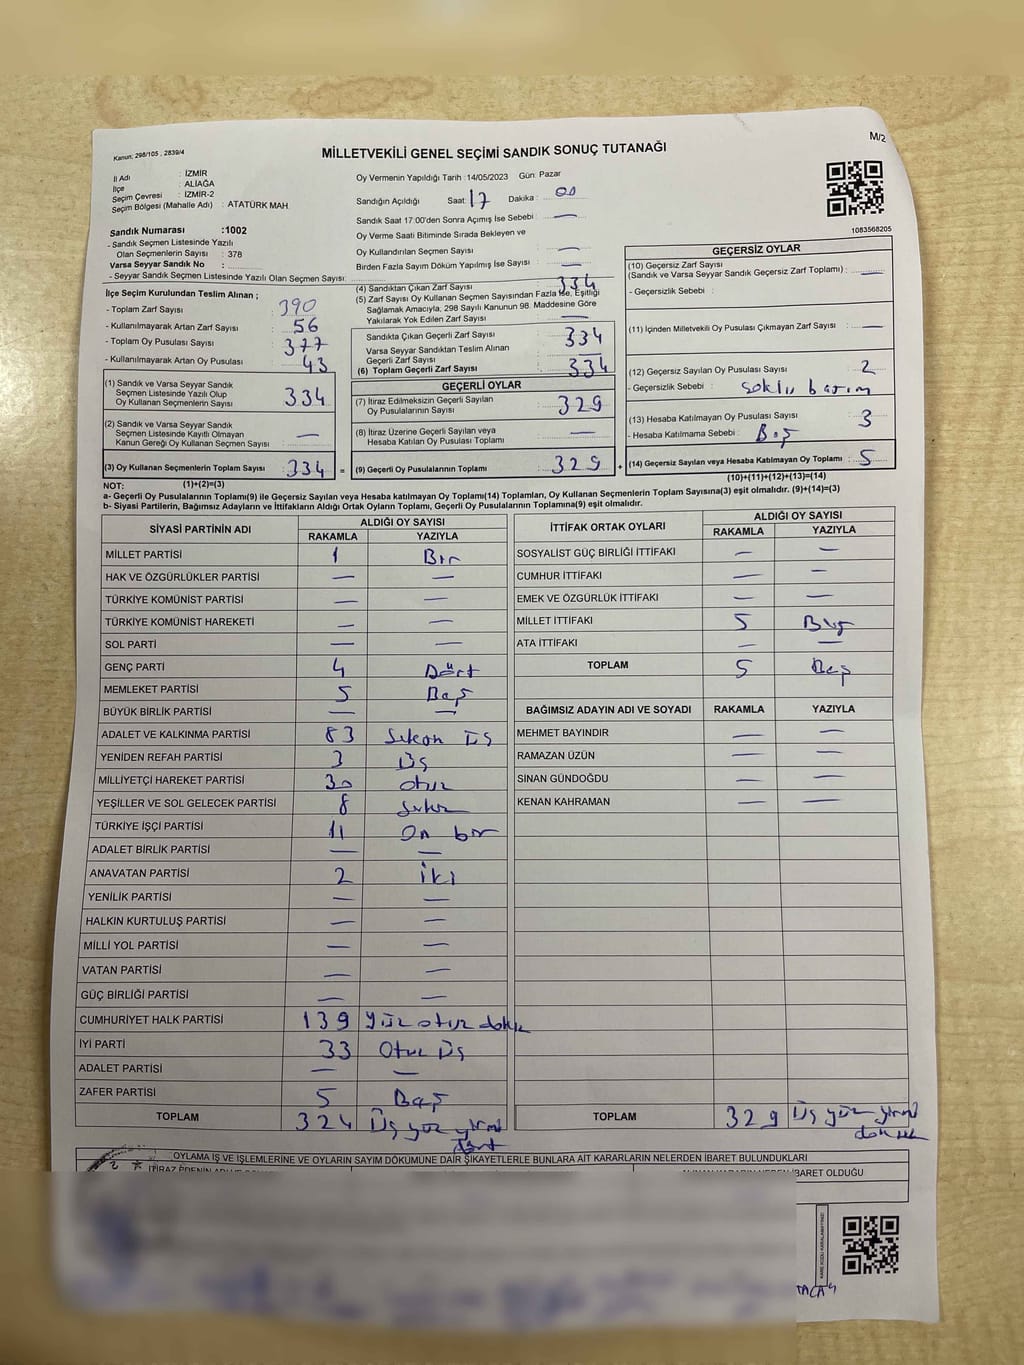 Kanun: 298/105 , 2839/4
M/2
MİLLETVEKİLİ GENEL SEÇİMİ SANDIK SONUÇ TUTANAĞI
İl Adı : İZMİR
İlçe : ALİAĞA
Seçim Çevresi : İZMİR-2
Seçim Bölgesi (Mahalle Adı) : ATATÜRK MAH.
Oy Vermenin Yapıldığı Tarih :14/05/2023 Gün: Pazar
Sandığın Açıldığı Saat: 17 Dakika : 00
Sandık Saat 17.00'den Sonra Açımış İse Sebebi : —
Oy Verme Saati Bitiminde Sırada Bekleyen ve
Oy Kullandırılan Seçmen Sayısı : —
Birden Fazla Sayım Döküm Yapılmış İse Sayısı : —
1083568205
Sandık Numarası :1002
- Sandık Seçmen Listesinde Yazılı
Olan Seçmenlerin Sayısı : 378
Varsa Seyyar Sandık No :
- Seyyar Sandık Seçmen Listesinde Yazılı Olan Seçmen Sayısı:
İlçe Seçim Kurulundan Teslim Alınan ;
- Toplam Zarf Sayısı : 390
- Kullanılmayarak Artan Zarf Sayısı : 56
- Toplam Oy Pusulası Sayısı : 377
- Kullanılmayarak Artan Oy Pusulası : 43
(1) Sandık ve Varsa Seyyar Sandık
Seçmen Listesinde Yazılı Olup
Oy Kullanan Seçmenlerin Sayısı : 334
(2) Sandık ve Varsa Seyyar Sandık
Seçmen Listesinde Kayıtlı Olmayan
Kanun Gereği Oy Kullanan Seçmen Sayısı : —
(3) Oy Kullanan Seçmenlerin Toplam Sayısı : 334 =
(4) Sandıktan Çıkan Zarf Sayısı : 334
(5) Zarf Sayısı Oy Kullanan Seçmen Sayısından Fazla İse, Eşitliği
Sağlamak Amacıyla, 298 Sayılı Kanunun 98. Maddesine Göre
Yakılarak Yok Edilen Zarf Sayısı : —
Sandıkta Çıkan Geçerli Zarf Sayısı : 334
Varsa Seyyar Sandıktan Teslim Alınan
Geçerli Zarf Sayısı : —
(6) Toplam Geçerli Zarf Sayısı : 334
GEÇERLİ OYLAR
(7) İtiraz Edilmeksizin Geçerli Sayılan
Oy Pusulalarının Sayısı : 329
(8) İtiraz Üzerine Geçerli Sayılan veya
Hesaba Katılan Oy Pusulası Toplamı : —
(9) Geçerli Oy Pusulalarının Toplamı : 329 +
GEÇERSİZ OYLAR
(10) Geçersiz Zarf Sayısı
(Sandık ve Varsa Seyyar Sandık Geçersiz Zarf Toplamı) : —
- Geçersizlik Sebebi :
(11) İçinden Milletvekili Oy Pusulası Çıkmayan Zarf Sayısı : —
(12) Geçersiz Sayılan Oy Pusulası Sayısı : 2
- Geçersizlik Sebebi :
(13) Hesaba Katılmayan Oy Pusulası Sayısı : 3
- Hesaba Katılmama Sebebi : Boş
(14) Geçersiz Sayılan veya Hesaba Katılmayan Oy Toplamı : 5
(10)+(11)+(12)+(13)=(14)
NOT: (1)+(2)=(3)
a- Geçerli Oy Pusulalarının Toplamı(9) ile Geçersiz Sayılan veya Hesaba katılmayan Oy Toplamı(14) Toplamları, Oy Kullanan Seçmenlerin Toplam Sayısına(3) eşit olmalıdır. (9)+(14)=(3)
b- Siyasi Partilerin, Bağımsız Adayların ve İttifakların Aldığı Ortak Oyların Toplamı, Geçerli Oy Pusulalarının Toplamına(9) eşit olmalıdır.
SİYASİ PARTİNİN ADI ALDIĞI OY SAYISI
RAKAMLA YAZIYLA
MİLLET PARTİSİ 1 Bir
HAK VE ÖZGÜRLÜKLER PARTİSİ — —
TÜRKİYE KOMÜNİST PARTİSİ — —
TÜRKİYE KOMÜNİST HAREKETİ — —
SOL PARTİ — —
GENÇ PARTİ 4 Dört
MEMLEKET PARTİSİ 5 Beş
BÜYÜK BİRLİK PARTİSİ — —
ADALET VE KALKINMA PARTİSİ 83 Seksen Üç
YENİDEN REFAH PARTİSİ 3 Üç
MİLLİYETÇİ HAREKET PARTİSİ 30 otuz
YEŞİLLER VE SOL GELECEK PARTİSİ 8 Sekiz
TÜRKİYE İŞÇİ PARTİSİ 11 On bir
ADALET BİRLİK PARTİSİ — —
ANAVATAN PARTİSİ 2 iki
YENİLİK PARTİSİ — —
HALKIN KURTULUŞ PARTİSİ — —
MİLLİ YOL PARTİSİ — —
VATAN PARTİSİ — —
GÜÇ BİRLİĞİ PARTİSİ — —
CUMHURİYET HALK PARTİSİ 139 yüz otuz dokuz
İYİ PARTİ 33 Otuz Üç
ADALET PARTİSİ — —
ZAFER PARTİSİ 5 Beş
TOPLAM 324 Üç yüz yirmi dört
İTTİFAK ORTAK OYLARI ALDIĞI OY SAYISI
RAKAMLA YAZIYLA
SOSYALİST GÜÇ BİRLİĞİ İTTİFAKI — —
CUMHUR İTTİFAKI — —
EMEK VE ÖZGÜRLÜK İTTİFAKI — —
MİLLET İTTİFAKI 5 Beş
ATA İTTİFAKI — —
TOPLAM 5 Beş
BAĞIMSIZ ADAYIN ADI VE SOYADI RAKAMLA YAZIYLA
MEHMET BAYINDIR — —
RAMAZAN ÜZÜN — —
SİNAN GÜNDOĞDU — —
KENAN KAHRAMAN — —
TOPLAM 329 Üç yüz yirmi dokuz
OYLAMA İŞ VE İŞLEMLERİNE VE OYLARIN SAYIM DÖKÜMÜNE DAİR ŞİKAYETLERLE BUNLARA AİT KARARLARIN NELERDEN İBARET BULUNDUKLARI
İBARET OLDUĞU